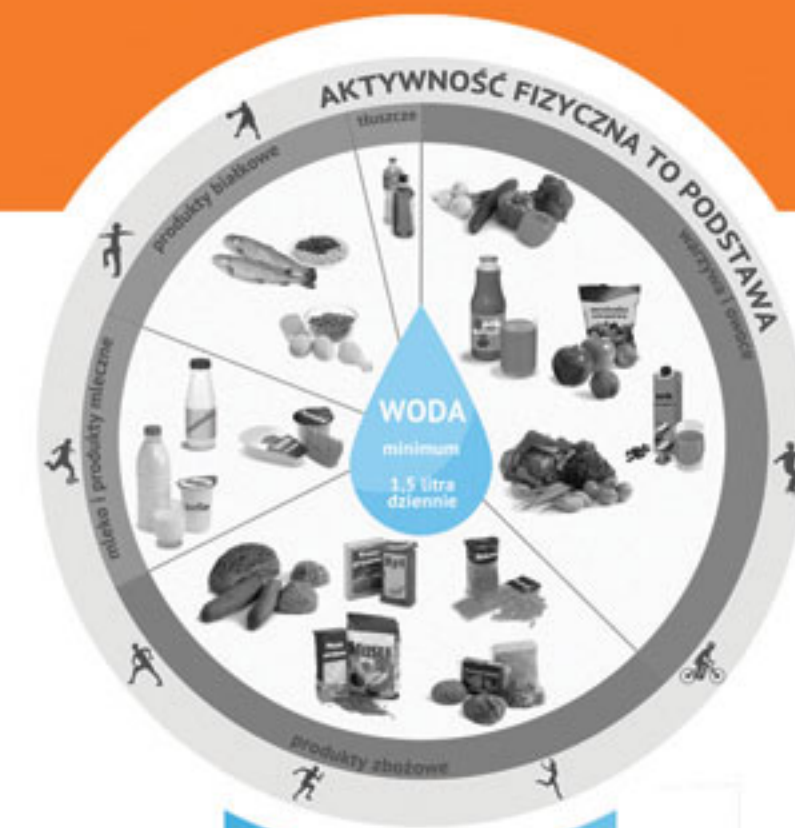 AKTYWNOŚĆ FIZYCZNA TO PODSTAWA
tłuszcze
warzywa i owoce
produkty białkowe
mleko i produkty mleczne
produkty zbożowe
WODA
minimum
1,5 litra
dziennie